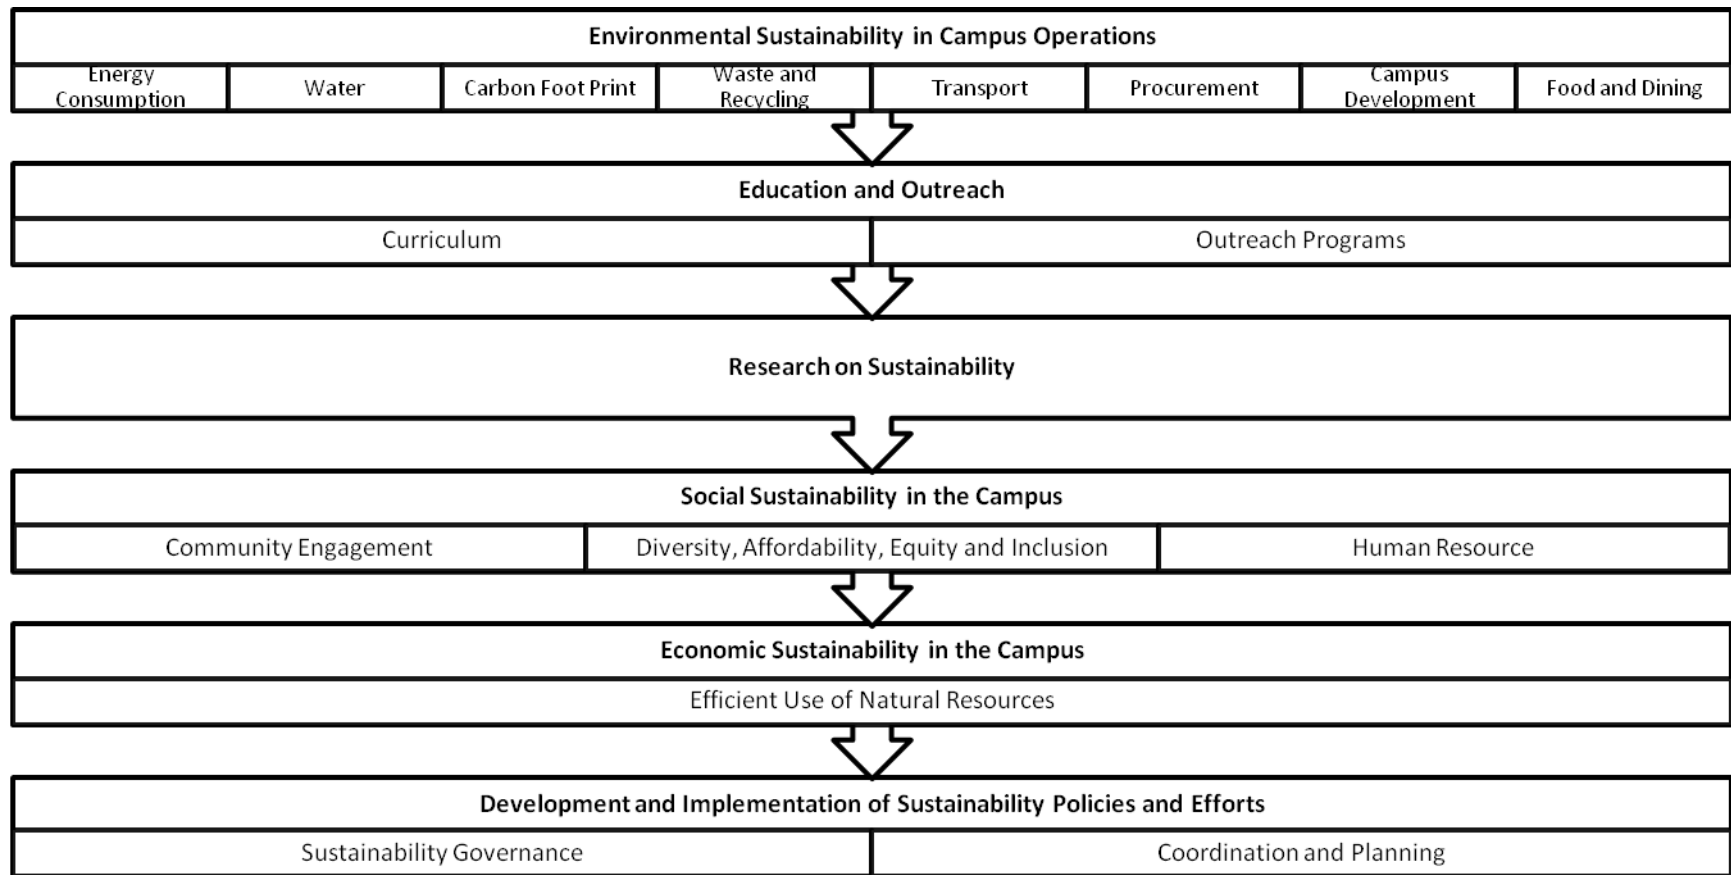 Environmental Sustainability in Campus Operations
Energy
Consumption
Water
Carbon Foot Print
Waste and
Recycling
Transport
Procurement
Campus
Development
Food and Dining
Education and Outreach
Curriculum
Outreach Programs
Research on Sustainability
Social Sustainability in the Campus
Community Engagement
Diversity, Affordability, Equity and Inclusion
Human Resource
Economic Sustainability in the Campus
Efficient Use of Natural Resources
Development and Implementation of Sustainability Policies and Efforts
Sustainability Governance
Coordination and Planning